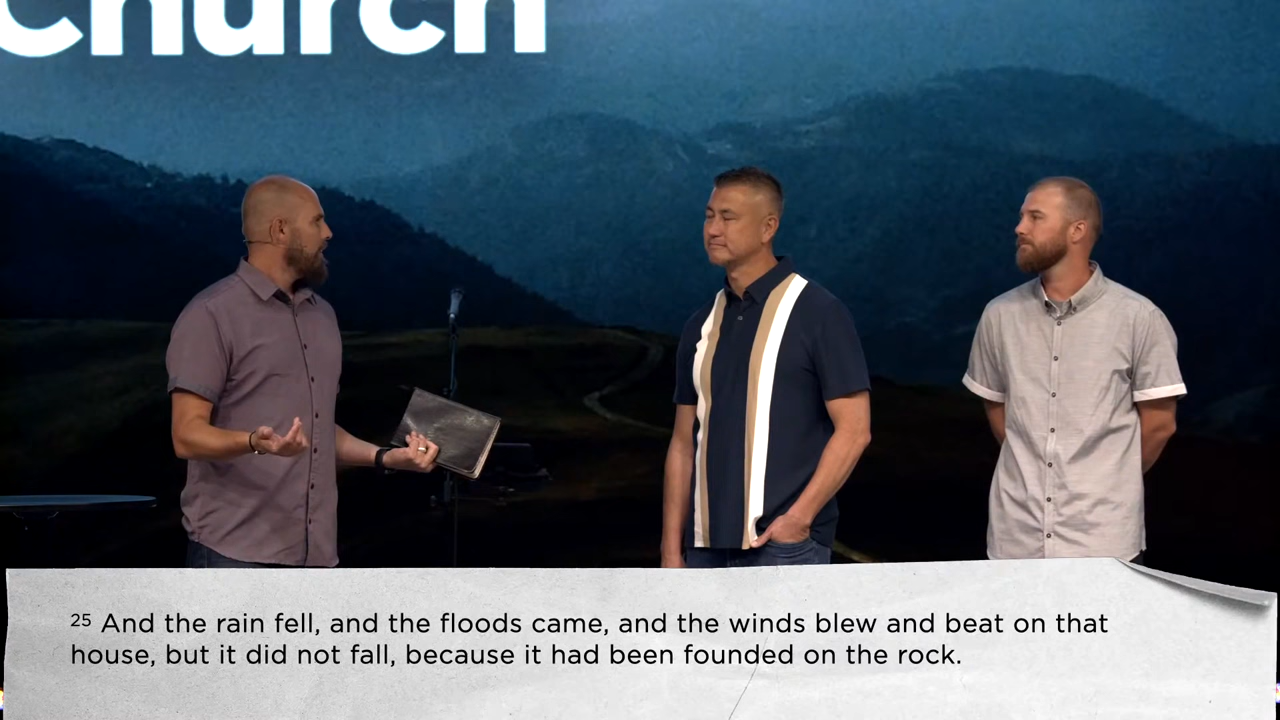 Church
25 And the rain fell, and the floods came, and the winds blew and beat on that
house, but it did not fall, because it had been founded on the rock.